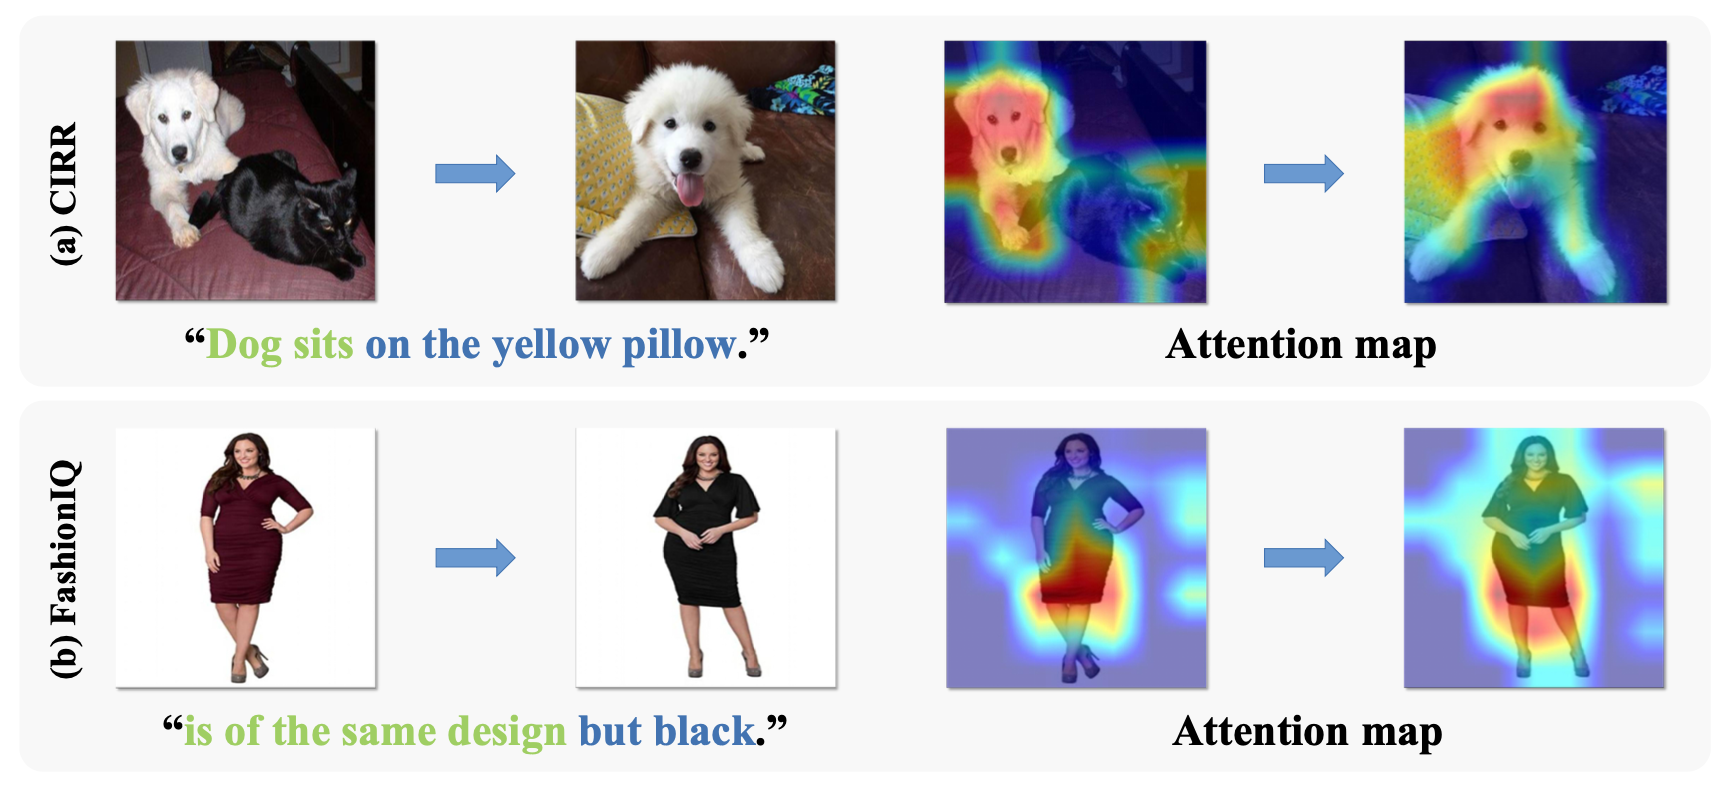 (a) CIRR
“Dog sits on the yellow pillow.”
Attention map
(b) FashionIQ
“is of the same design but black.”
Attention map